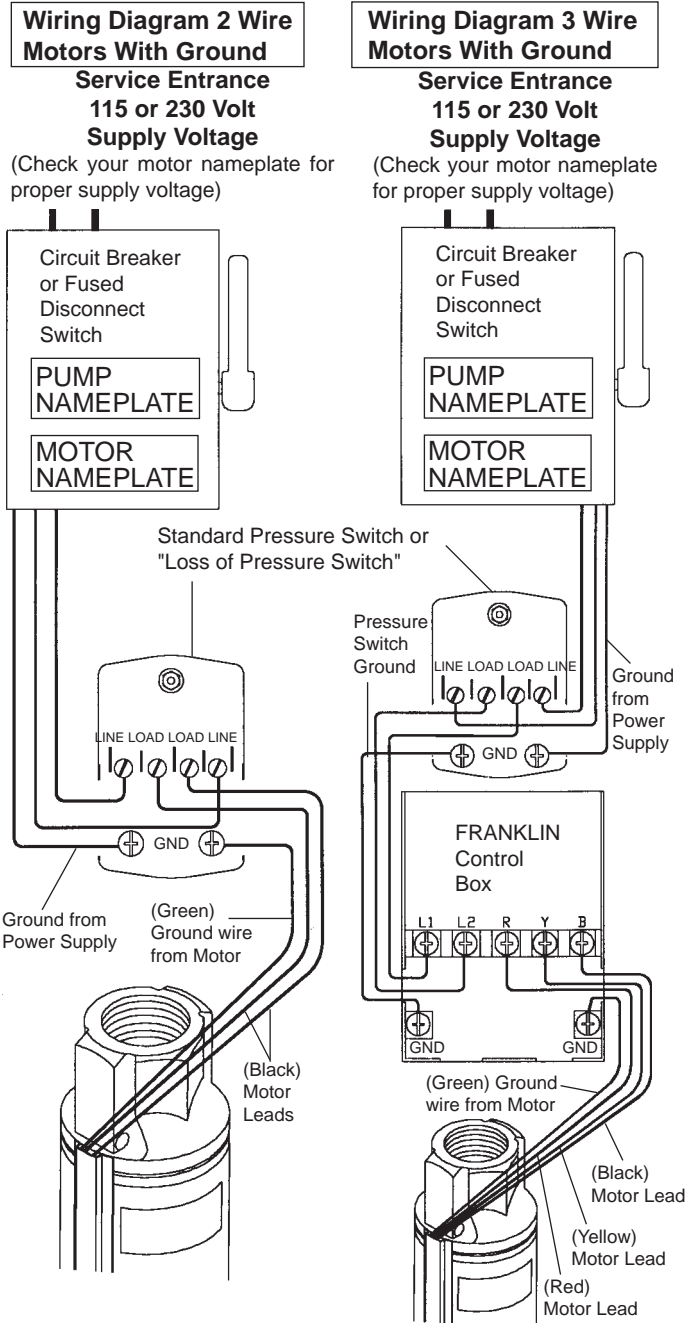 Wiring Diagram 2 Wire
Motors With Ground
Service Entrance
115 or 230 Volt
Supply Voltage
(Check your motor nameplate for
proper supply voltage)
Circuit Breaker
or Fused
Disconnect
Switch
PUMP
NAMEPLATE
MOTOR
NAMEPLATE
Wiring Diagram 3 Wire
Motors With Ground
Service Entrance
115 or 230 Volt
Supply Voltage
(Check your motor nameplate
for proper supply voltage)
Circuit Breaker
or Fused
Disconnect
Switch
PUMP
NAMEPLATE
MOTOR
NAMEPLATE
Standard Pressure Switch or
"Loss of Pressure Switch"
LINE LOAD LOAD LINE
GND
Ground from
Power Supply
(Green)
Ground wire
from Motor
(Black)
Motor
Leads
Pressure
Switch
Ground
LINE LOAD LOAD LINE
GND
Ground
from
Power
Supply
FRANKLIN
Control
Box
L1 L2 R Y B
GND GND
(Green) Ground
wire from Motor
(Black)
Motor Lead
(Yellow)
Motor Lead
(Red)
Motor Lead